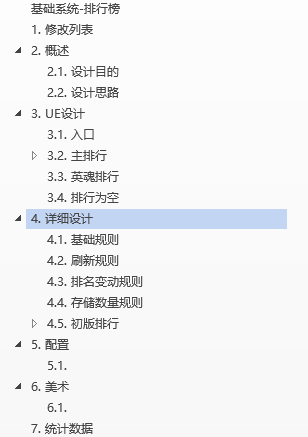 基础系统-排行榜
1. 修改列表
2. 概述
2.1. 设计目的
2.2. 设计思路
3. UE设计
3.1. 入口
3.2. 主排行
3.3. 英魂排行
3.4. 排行为空
4. 详细设计
4.1. 基础规则
4.2. 刷新规则
4.3. 排名变动规则
4.4. 存储数量规则
4.5. 初版排行
5. 配置
5.1.
6. 美术
6.1.
7. 统计数据